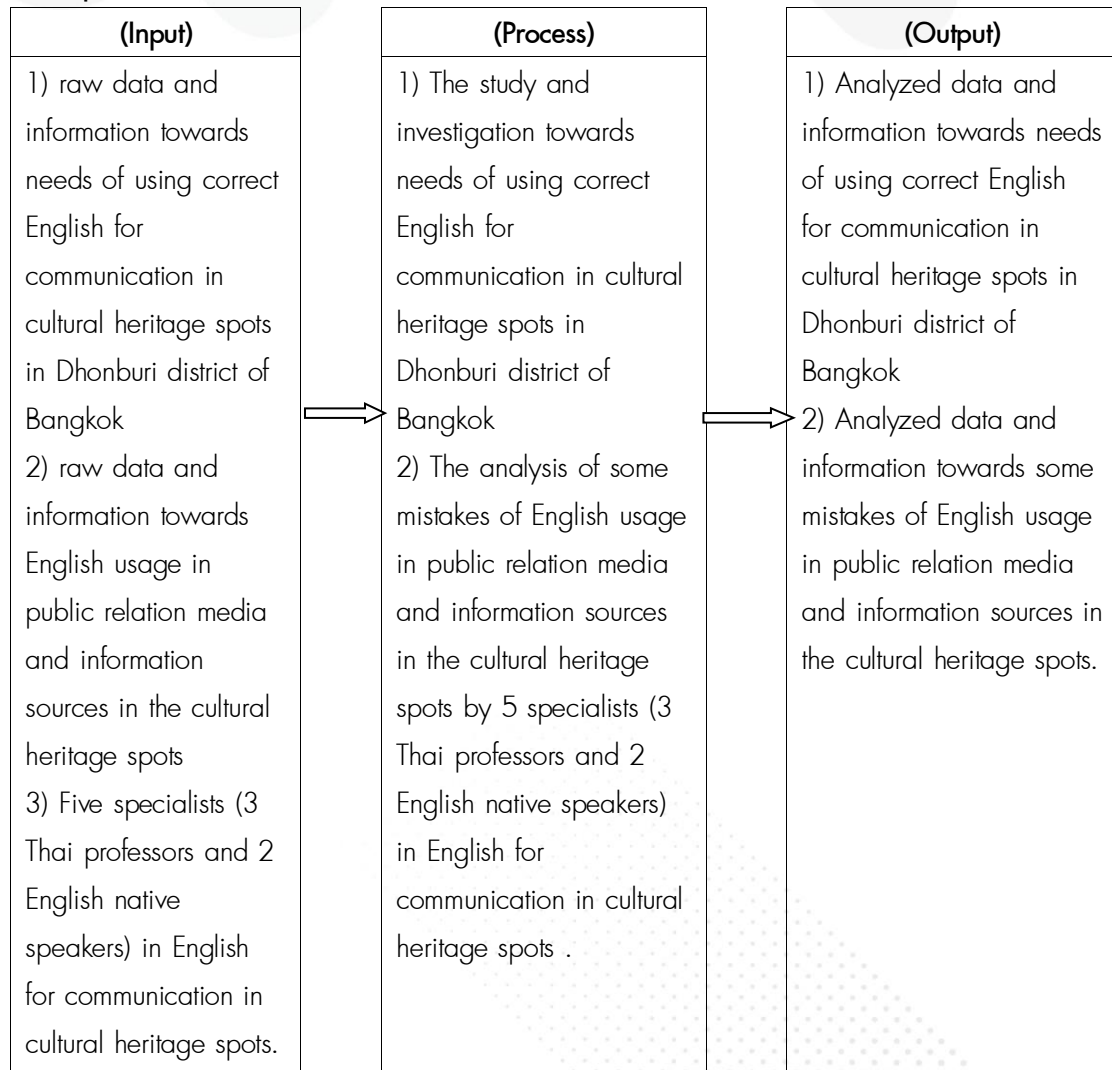 (Input)
1) raw data and
information towards
needs of using correct
English for
communication in
cultural heritage spots
in Dhonburi district of
Bangkok
2) raw data and
information towards
English usage in
public relation media
and information
sources in the cultural
heritage spots
3) Five specialists (3
Thai professors and 2
English native
speakers) in English
for communication in
cultural heritage spots.
(Process)
1) The study and
investigation towards
needs of using correct
English for
communication in cultural
heritage spots in
Dhonburi district of
Bangkok
2) The analysis of some
mistakes of English usage
in public relation media
and information sources
in the cultural heritage
spots by 5 specialists (3
Thai professors and 2
English native speakers)
in English for
communication in cultural
heritage spots .
(Output)
1) Analyzed data and
information towards needs
of using correct English
for communication in
cultural heritage spots in
Dhonburi district of
Bangkok
2) Analyzed data and
information towards some
mistakes of English usage
in public relation media
and information sources in
the cultural heritage spots.